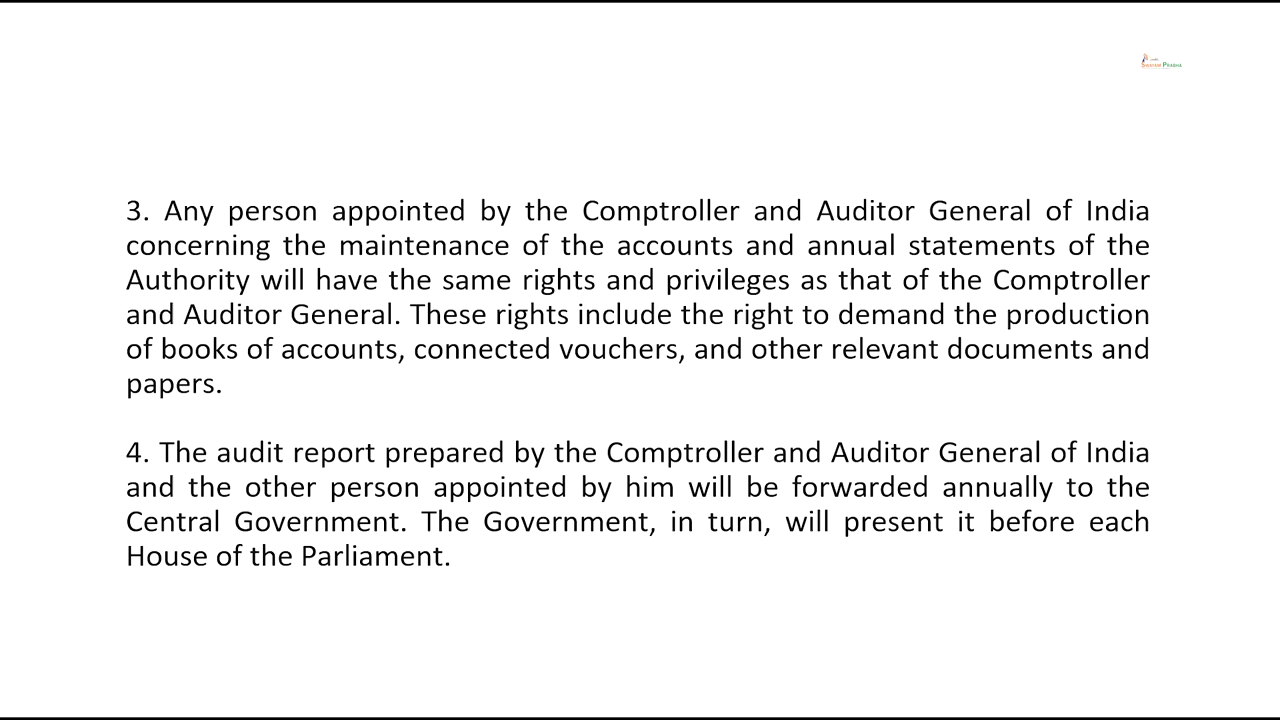 SWAYAM PRABHA
3. Any person appointed by the Comptroller and Auditor General of India
concerning the maintenance of the accounts and annual statements of the
Authority will have the same rights and privileges as that of the Comptroller
and Auditor General. These rights include the right to demand the production
of books of accounts, connected vouchers, and other relevant documents and
papers.
4. The audit report prepared by the Comptroller and Auditor General of India
and the other person appointed by him will be forwarded annually to the
Central Government. The Government, in turn, will present it before each
House of the Parliament.